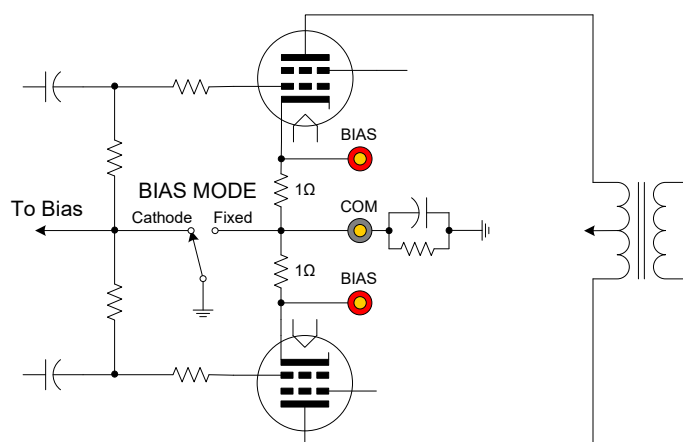 BIAS
BIAS MODE
1Ω
To Bias
Cathode
Fixed
COM
1Ω
BIAS